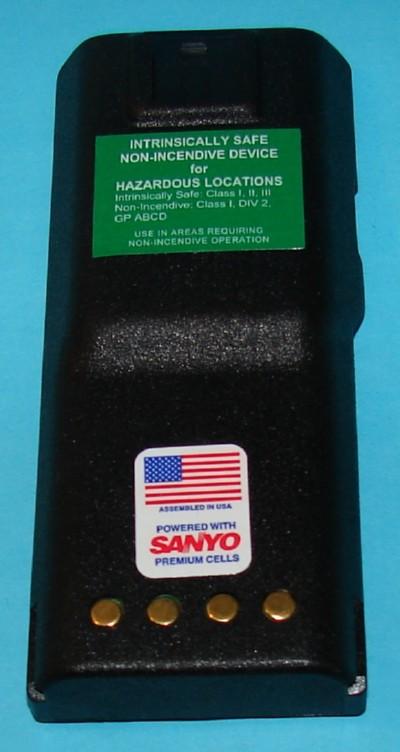 INTRINSICALLY SAFE
NON-INCENDIVE DEVICE
for
HAZARDOUS LOCATIONS
Intrinsically Safe: Class I, II, III
Non-Incendive: Class I, DIV 2,
GP ABCD
USE IN AREAS REQUIRING
NON-INCENDIVE OPERATION
ASSEMBLED IN USA
POWERED WITH
SANYO
PREMIUM CELLS